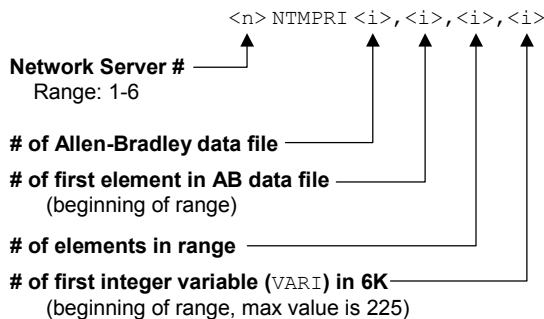 <n> NTMPRI <i>,<i>,<i>,<i>
Network Server #
Range: 1-6
# of Allen-Bradley data file
# of first element in AB data file
(beginning of range)
# of elements in range
# of first integer variable (VARI) in 6K
(beginning of range, max value is 225)